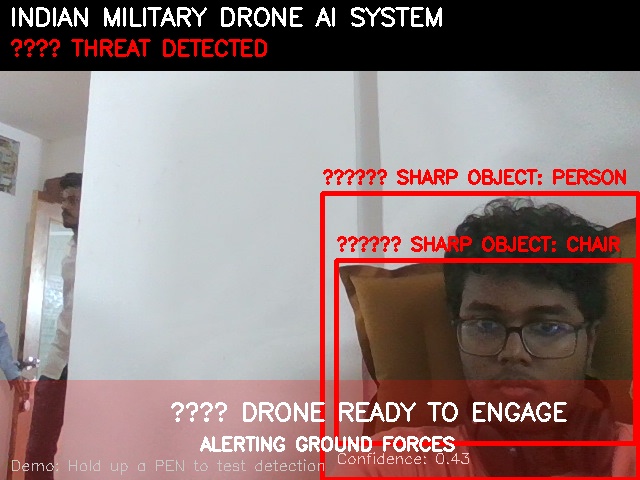 INDIAN MILITARY DRONE AI SYSTEM
???? THREAT DETECTED
?????? SHARP OBJECT: PERSON
?????? SHARP OBJECT: CHAIR
???? DRONE READY TO ENGAGE
ALERTING GROUND FORCES
Confidence: 0.43
Demo: Hold up a PEN to test detection